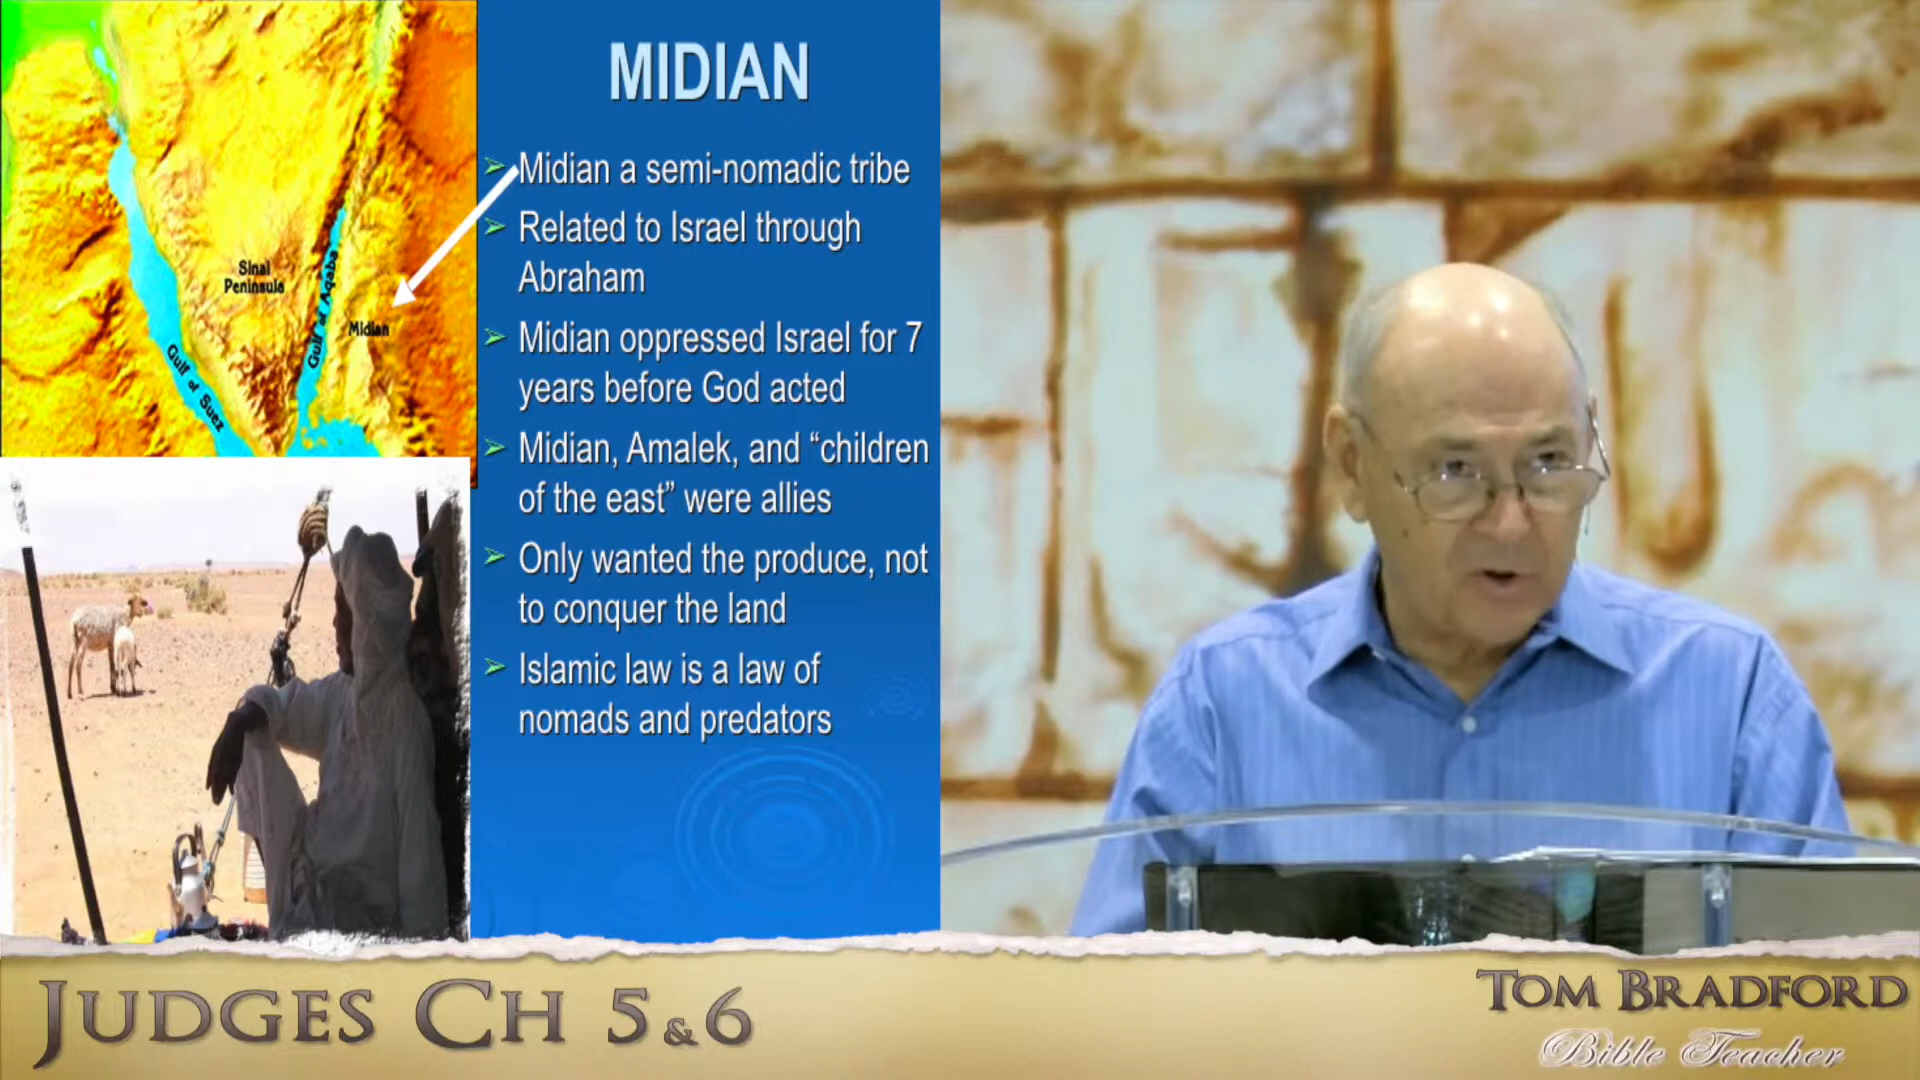 MIDIAN
➢ Midian a semi-nomadic tribe
➢ Related to Israel through
Abraham
➢ Midian oppressed Israel for 7
years before God acted
➢ Midian, Amalek, and “children
of the east” were allies
➢ Only wanted the produce, not
to conquer the land
➢ Islamic law is a law of
nomads and predators
Sinai
Peninsula
Gulf of Aqaba
Midian
Gulf of Suez
JUDGES CH 5&6
TOM BRADFORD
Bible Teacher